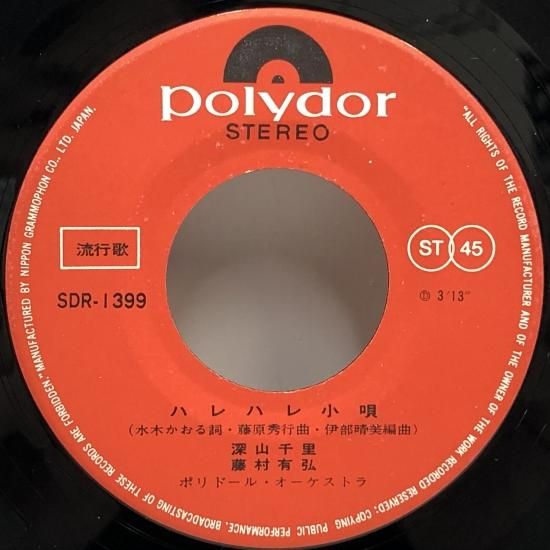 polydor
STEREO
流行歌
ST 45
SDR-1399
Ⓓ 3′13″
ハレハレ小唄
(水木かおる詞・藤原秀行曲・伊部晴美編曲)
深山千里
藤村有弘
ポリドール・オーケストラ
"ALL RIGHTS OF THE RECORD MANUFACTURER AND OF THE OWNER OF THE WORK RECORDED RESERVED: COPYING PUBLIC PERFORMANCE, BROADCASTING OF THESE RECORDS ARE FORBIDDEN." MANUFACTURED BY NIPPON GRAMMOPHON CO., LTD. JAPAN.